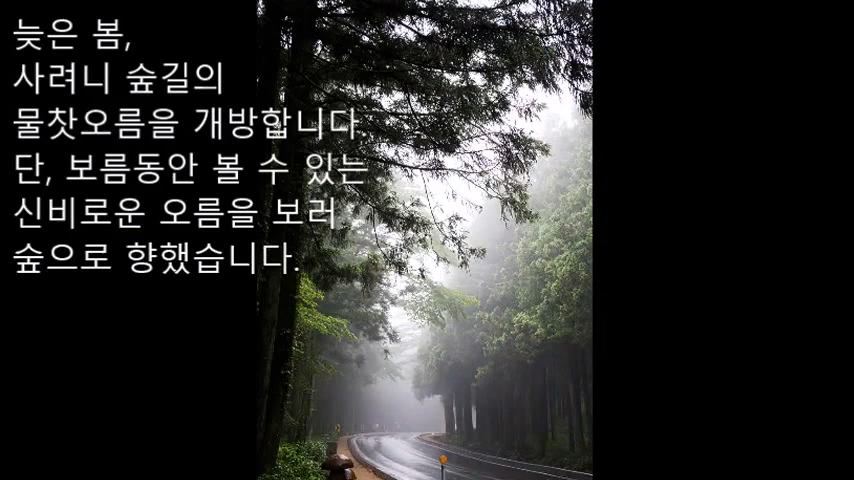 늦은 봄,
사려니 숲길의
물찻오름을 개방합니다
단, 보름동안 볼 수 있는
신비로운 오름을 보러
숲으로 향했습니다.